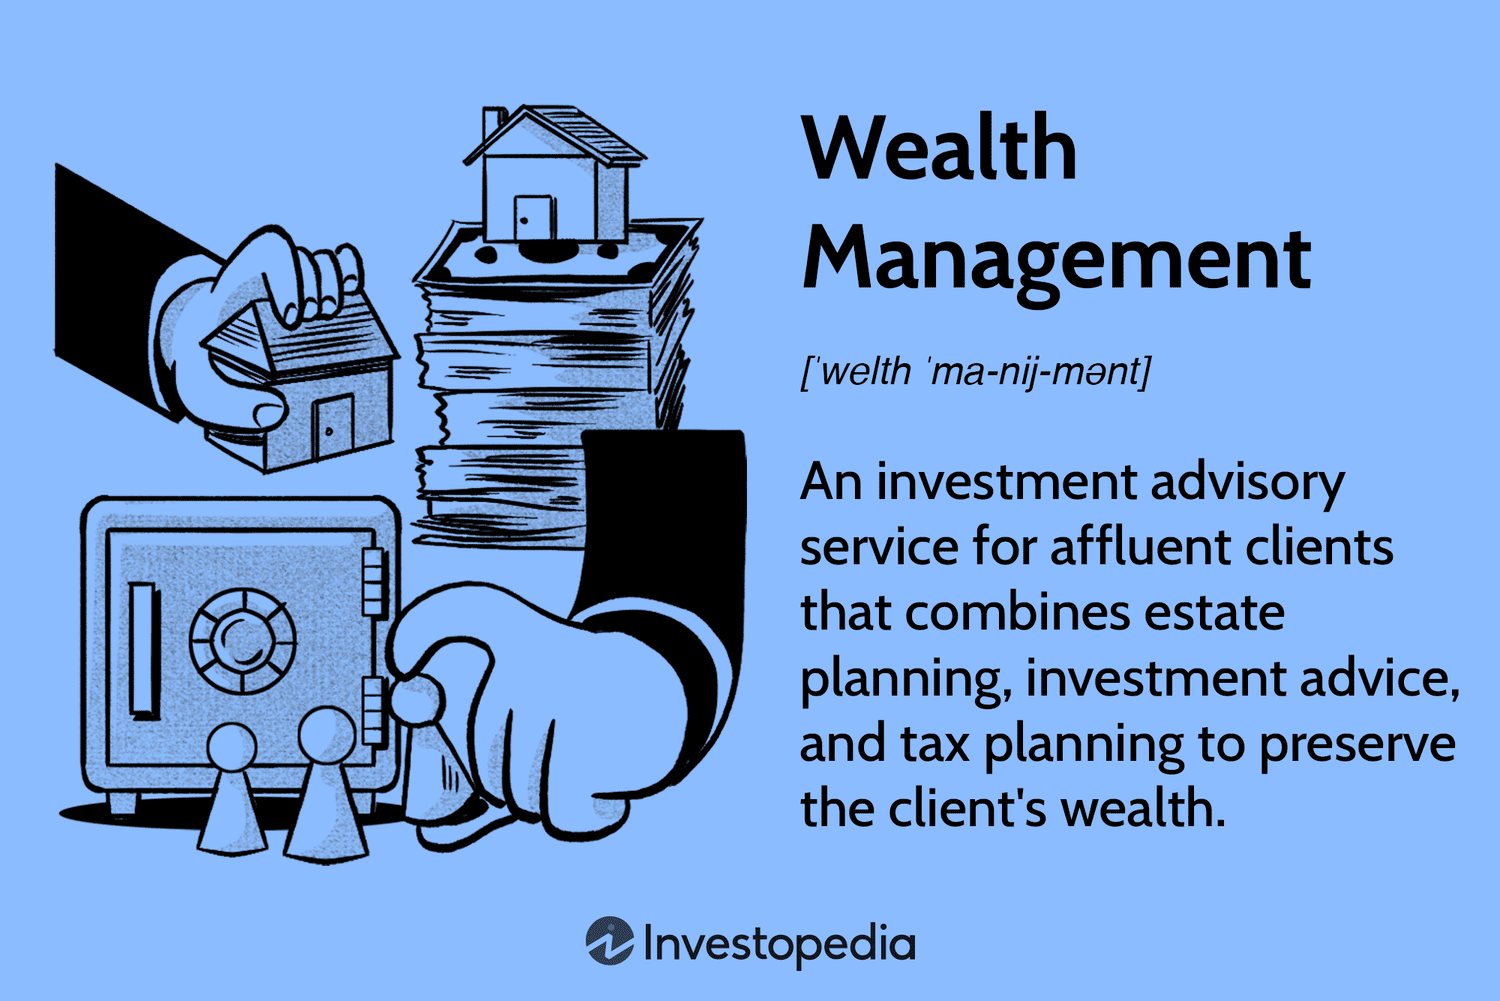 Wealth
Management
[ˈwelth ˈma-nij-mənt]
An investment advisory
service for affluent clients
that combines estate
planning, investment advice,
and tax planning to preserve
the client's wealth.
Investopedia